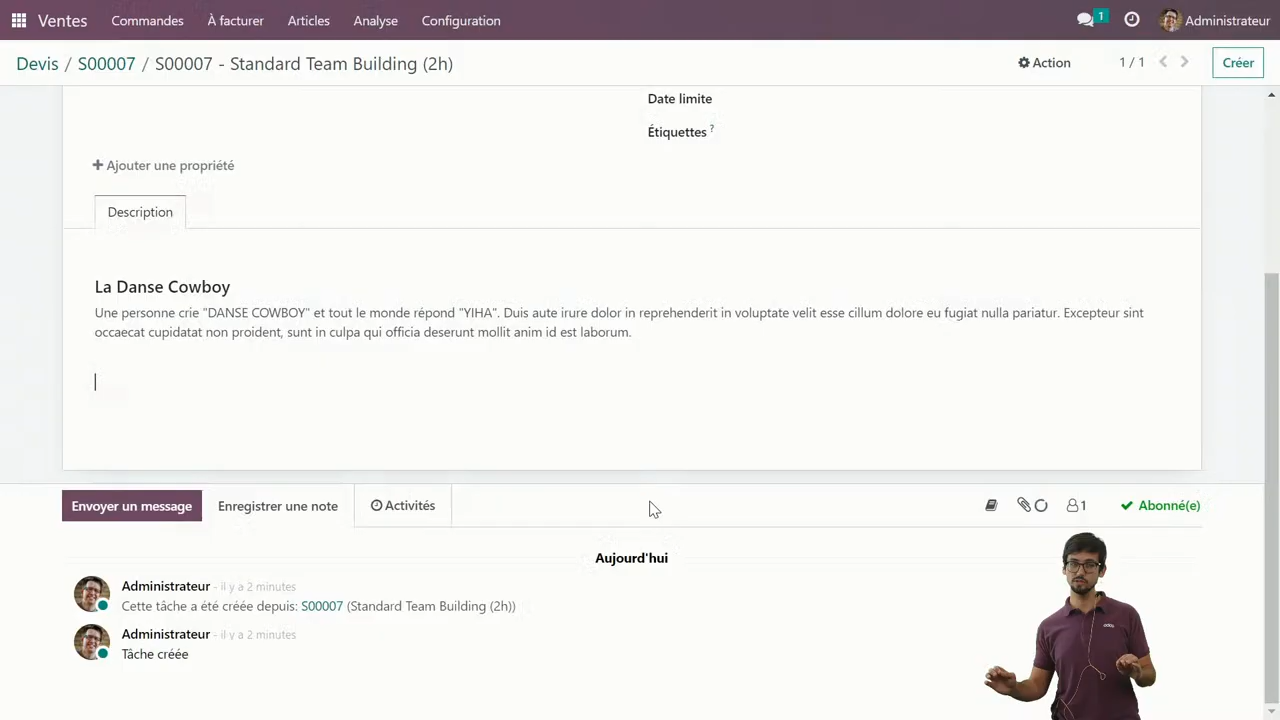 Ventes Commandes À facturer Articles Analyse Configuration 1 Administrateur
Devis / S00007 / S00007 - Standard Team Building (2h) Action 1 / 1 Créer
Date limite
Étiquettes ?
+ Ajouter une propriété
Description
La Danse Cowboy
Une personne crie "DANSE COWBOY" et tout le monde répond "YIHA". Duis aute irure dolor in reprehenderit in voluptate velit esse cillum dolore eu fugiat nulla pariatur. Excepteur sint
occaecat cupidatat non proident, sunt in culpa qui officia deserunt mollit anim id est laborum.
Envoyer un message Enregistrer une note Activités 1 Abonné(e)
Aujourd'hui
Administrateur - il y a 2 minutes
Cette tâche a été créée depuis: S00007 (Standard Team Building (2h))
Administrateur - il y a 2 minutes
Tâche créée
odoo